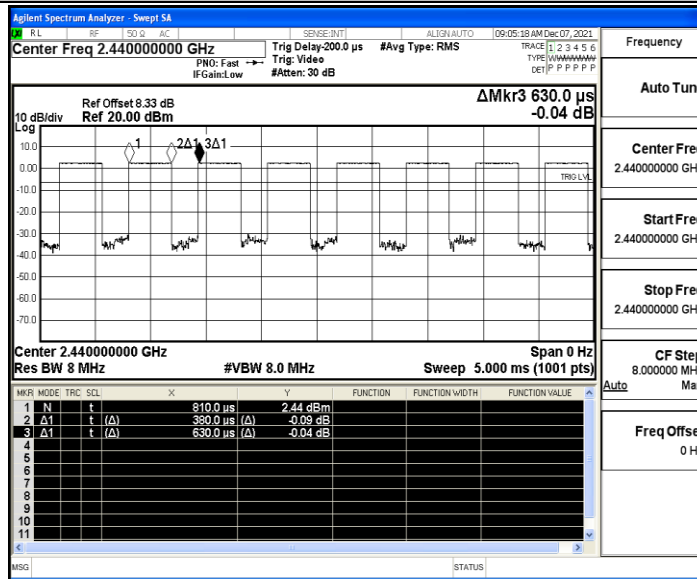 Agilent Spectrum Analyzer - Swept SA
RL RF 50 Ω AC SENSE:INT ALIGN AUTO 09:05:18 AM Dec 07, 2021
Center Freq 2.440000000 GHz Trig Delay-200.0 µs #Avg Type: RMS TRACE 1 2 3 4 5 6
PNO: Fast Trig: Video TYPE
IFGain:Low #Atten: 30 dB DET P P P P P P
Frequency
ΔMkr3 630.0 µs
-0.04 dB
Ref Offset 8.33 dB
10 dB/div Ref 20.00 dBm
Log
10.0
0.00
-10.0
-20.0
-30.0
-40.0
-50.0
-60.0
-70.0
1 2Δ1 3Δ1
TRIG LVL
Center 2.440000000 GHz Span 0 Hz
Res BW 8 MHz #VBW 8.0 MHz Sweep 5.000 ms (1001 pts)
MKR MODE TRC SCL X Y FUNCTION FUNCTION WIDTH FUNCTION VALUE
1 N t 810.0 µs 2.44 dBm
2 Δ1 t (Δ) 380.0 µs (Δ) -0.09 dB
3 Δ1 t (Δ) 630.0 µs (Δ) -0.04 dB
4
5
6
7
8
9
10
11
MSG STATUS
Auto Tun
Center Fre
2.440000000 GH
Start Fre
2.440000000 GH
Stop Fre
2.440000000 GH
CF Step
8.000000 MH
Auto Ma
Freq Offse
0 H